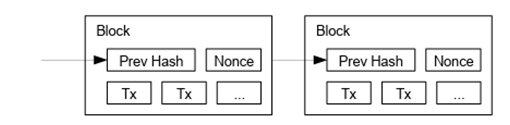 Block
Prev Hash Nonce
Tx Tx ...
Block
Prev Hash Nonce
Tx Tx ...